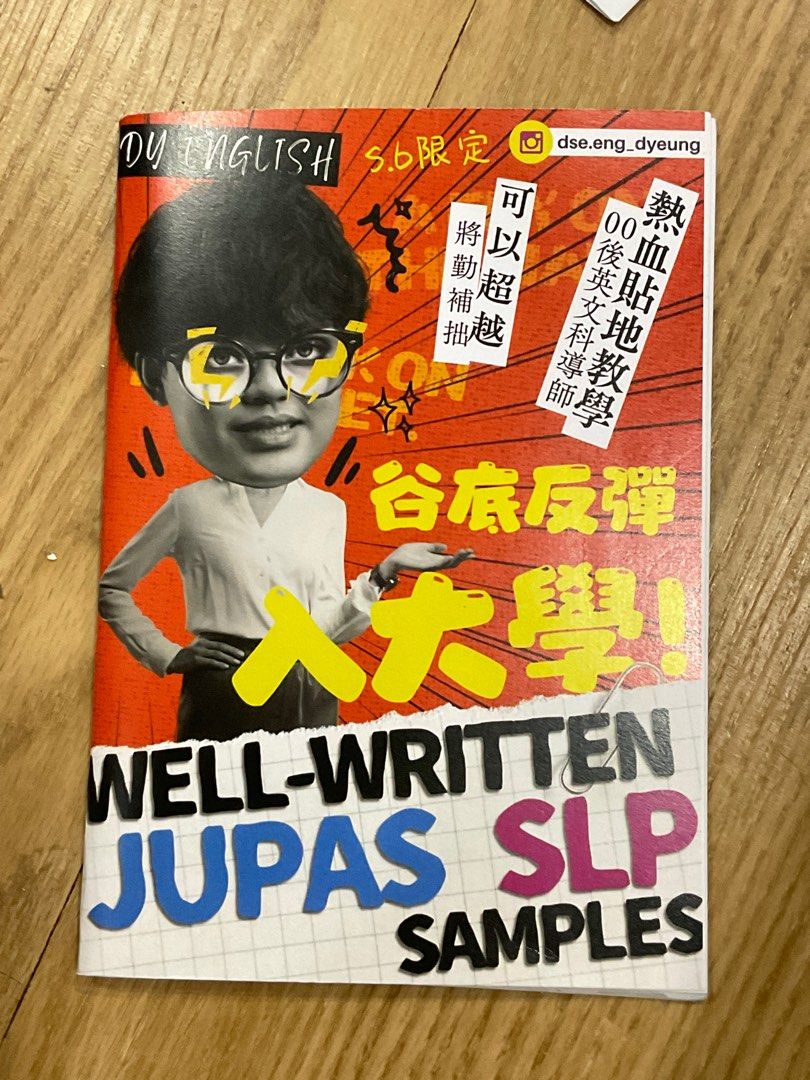 DY ENGLISH
S.6限定
dse.eng_dyeung
熱血貼地教學
00後英文科導師
可以超越
將勤補拙
谷底反彈
入大學!
WELL-WRITTEN
JUPAS SLP
SAMPLES